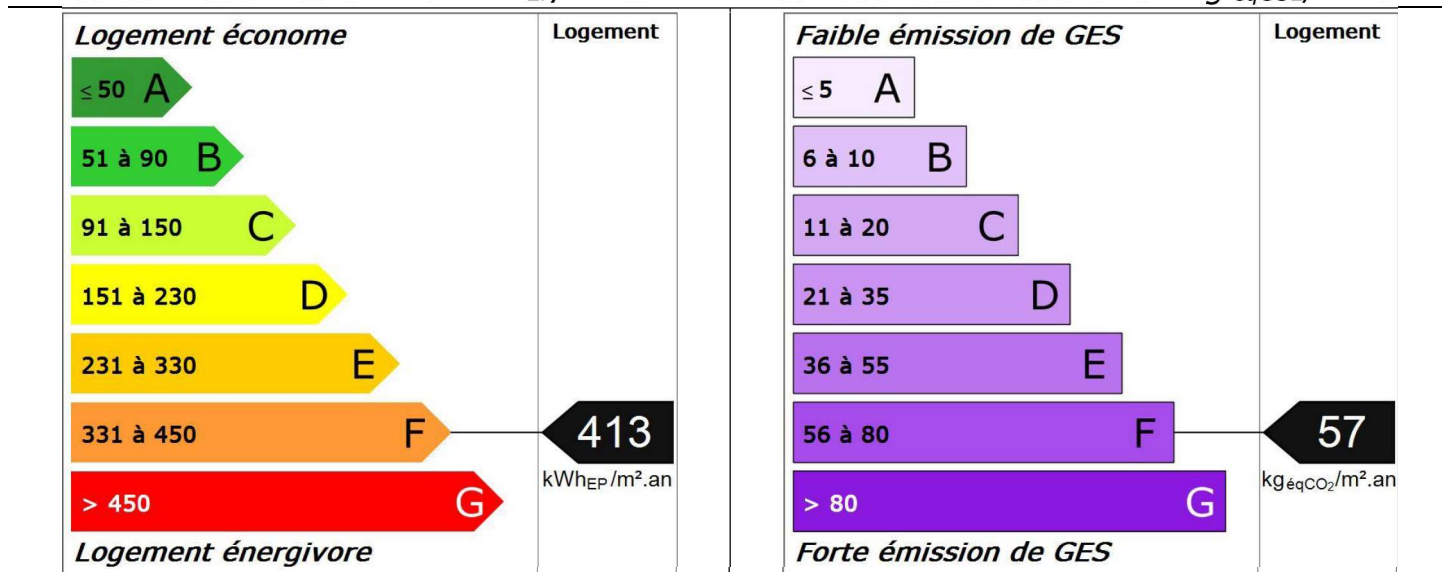 Logement économe
Logement
≤ 50 A
51 à 90 B
91 à 150 C
151 à 230 D
231 à 330 E
331 à 450 F
413
kWhEP/m².an
> 450 G
Logement énergivore
Faible émission de GES
Logement
≤ 5 A
6 à 10 B
11 à 20 C
21 à 35 D
36 à 55 E
56 à 80 F
57
kgéqCO₂/m².an
> 80 G
Forte émission de GES